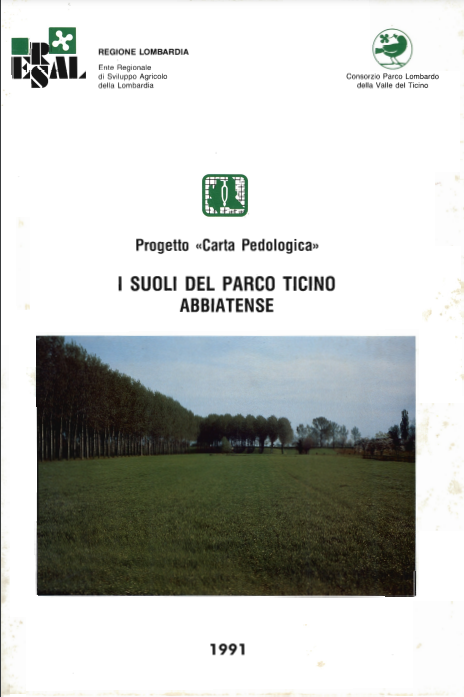 ERSAL
REGIONE LOMBARDIA
Ente Regionale
di Sviluppo Agricolo
della Lombardia
Consorzio Parco Lombardo
della Valle del Ticino
Progetto «Carta Pedologica»
I SUOLI DEL PARCO TICINO
ABBIATENSE
1991